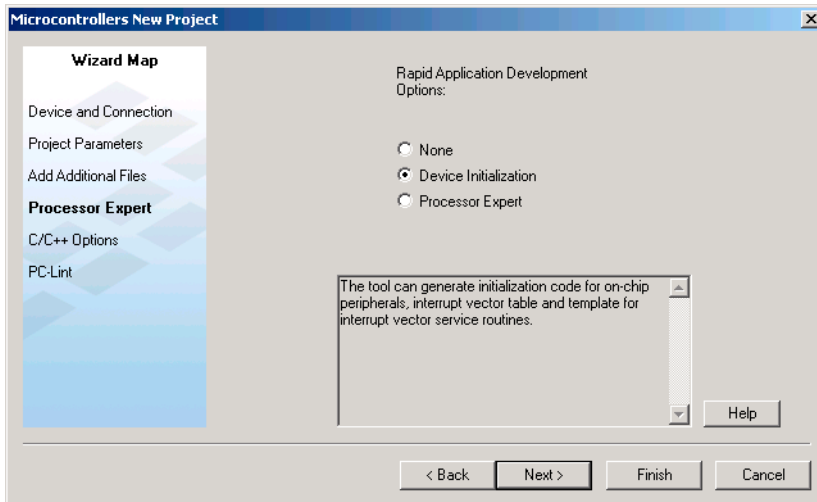 Microcontrollers New Project
Wizard Map
Device and Connection
Project Parameters
Add Additional Files
Processor Expert
C/C++ Options
PC-Lint
Rapid Application Development
Options:
None
Device Initialization
Processor Expert
The tool can generate initialization code for on-chip
peripherals, interrupt vector table and template for
interrupt vector service routines.
Help
< Back
Next >
Finish
Cancel